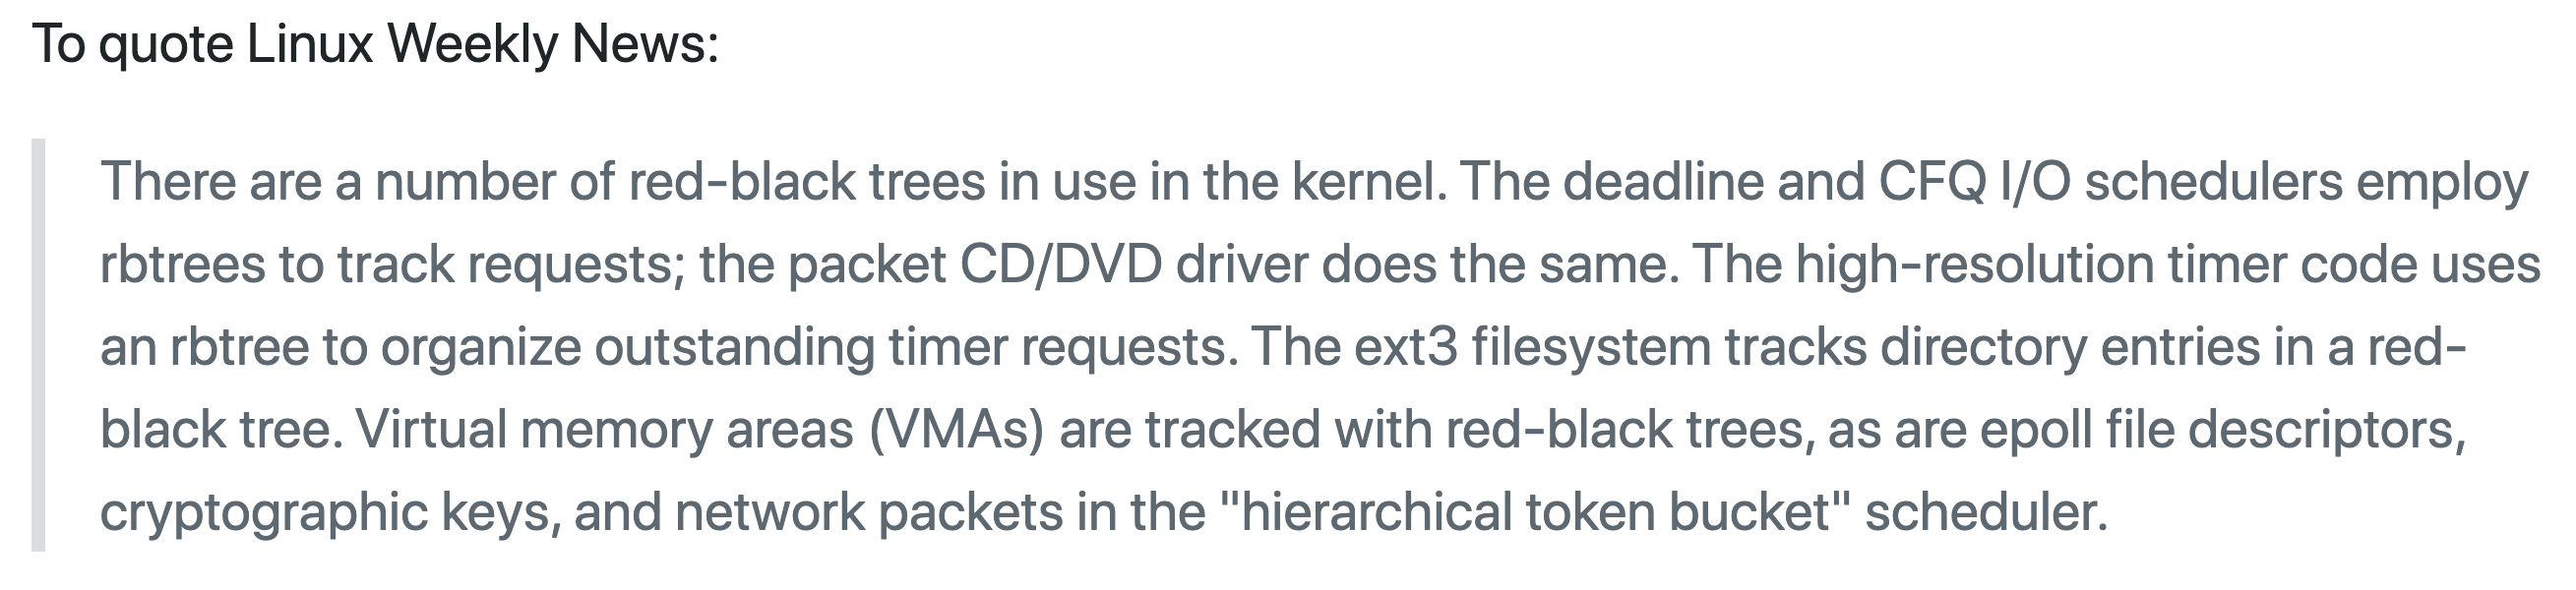 To quote Linux Weekly News:
There are a number of red-black trees in use in the kernel. The deadline and CFQ I/O schedulers employ
rbtrees to track requests; the packet CD/DVD driver does the same. The high-resolution timer code uses
an rbtree to organize outstanding timer requests. The ext3 filesystem tracks directory entries in a red-
black tree. Virtual memory areas (VMAs) are tracked with red-black trees, as are epoll file descriptors,
cryptographic keys, and network packets in the "hierarchical token bucket" scheduler.